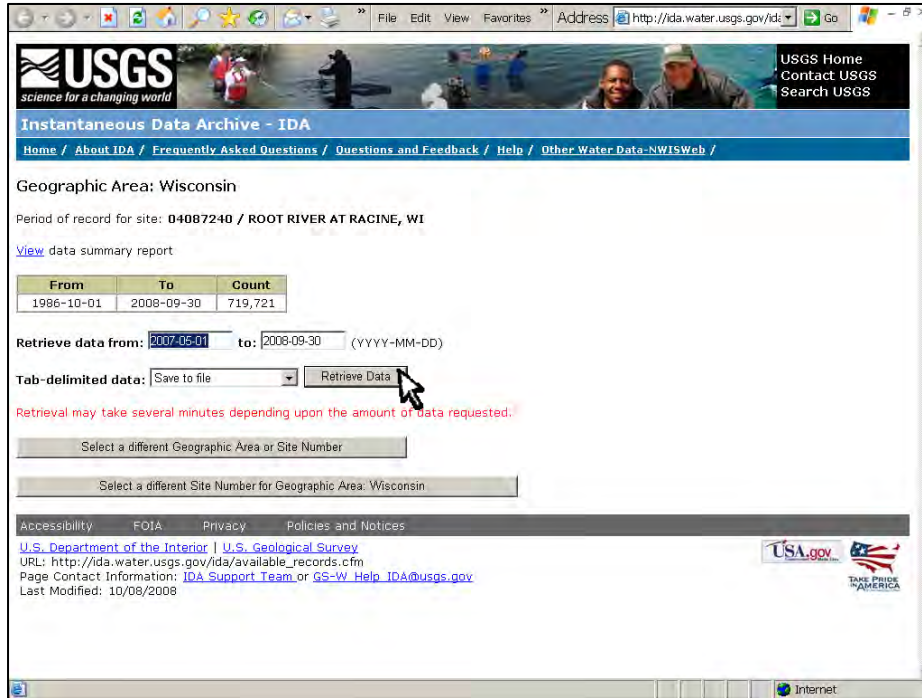 » File Edit View Favorites » Address http://ida.water.usgs.gov/ida Go
USGS
science for a changing world
USGS Home
Contact USGS
Search USGS
Instantaneous Data Archive - IDA
Home / About IDA / Frequently Asked Questions / Questions and Feedback / Help / Other Water Data-NWISWeb /
Geographic Area: Wisconsin
Period of record for site: 04087240 / ROOT RIVER AT RACINE, WI
View data summary report
From To Count
1986-10-01 2008-09-30 719,721
Retrieve data from: 2007-05-01 to: 2008-09-30 (YYYY-MM-DD)
Tab-delimited data: Save to file Retrieve Data
Retrieval may take several minutes depending upon the amount of data requested.
Select a different Geographic Area or Site Number
Select a different Site Number for Geographic Area: Wisconsin
Accessibility FOIA Privacy Policies and Notices
U.S. Department of the Interior | U.S. Geological Survey
URL: http://ida.water.usgs.gov/ida/available_records.cfm
Page Contact Information: IDA Support Team or GS-W Help IDA@usgs.gov
Last Modified: 10/08/2008
USA.gov
TAKE PRIDE
IN AMERICA
Internet